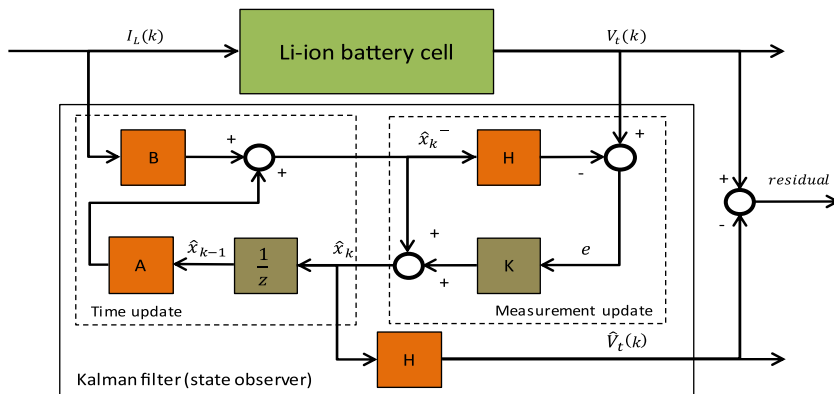 I_L(k)
Li-ion battery cell
V_t(k)
B
+
+
x̂_k⁻
H
-
+
+
-
residual
A
x̂_{k-1}
1/z
x̂_k
+
+
K
e
Time update
Measurement update
H
V̂_t(k)
Kalman filter (state observer)